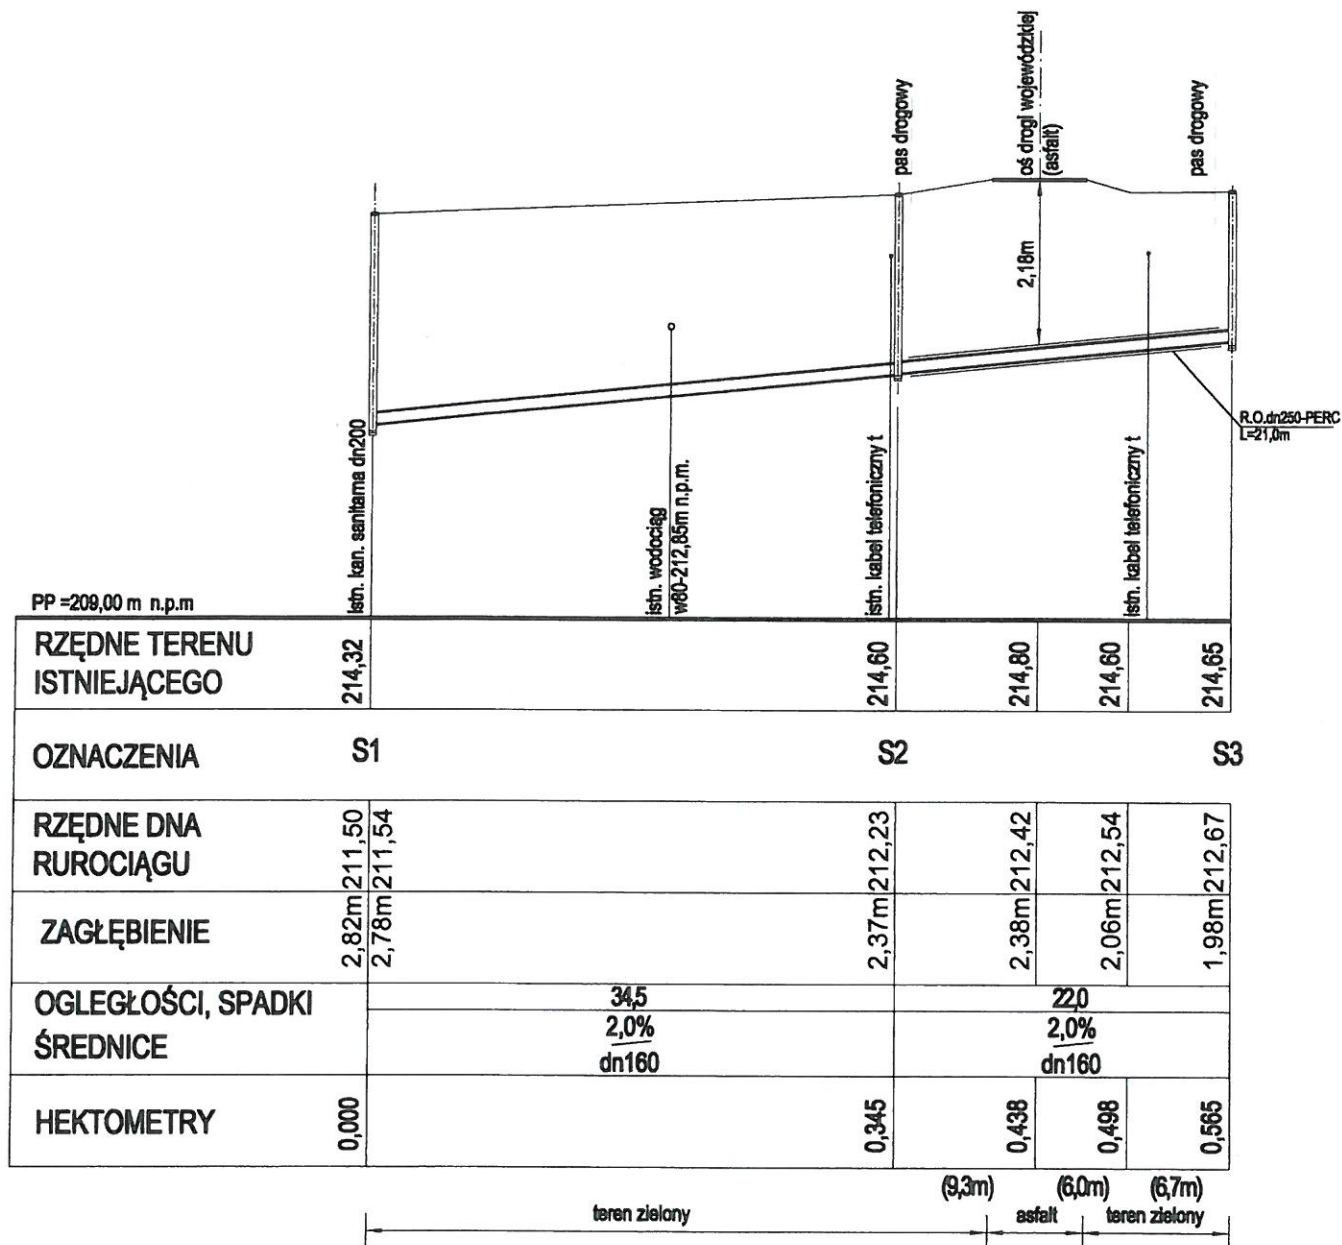 pas drogowy
oś drogi wojewódzkiej
(asfalt)
pas drogowy
2,18m
R.O.dn250-PERC
L=21,0m
istn. kan. sanitarna dn200
istn. wodociąg
w80-212,85m n.p.m.
istn. kabel telefoniczny t
istn. kabel telefoniczny t
PP =209,00 m n.p.m
RZĘDNE TERENU
ISTNIEJĄCEGO
214,32
214,60
214,80
214,60
214,65
OZNACZENIA
S1
S2
S3
RZĘDNE DNA
RUROCIĄGU
211,50
211,54
212,23
212,42
212,54
212,67
ZAGŁĘBIENIE
2,82m
2,78m
2,37m
2,38m
2,06m
1,98m
OGLEGŁOŚCI, SPADKI
ŚREDNICE
34,5
22,0
2,0%
2,0%
dn160
dn160
HEKTOMETRY
0,000
0,345
0,438
0,498
0,565
(9,3m)
(6,0m)
(6,7m)
teren zielony
asfalt
teren zielony